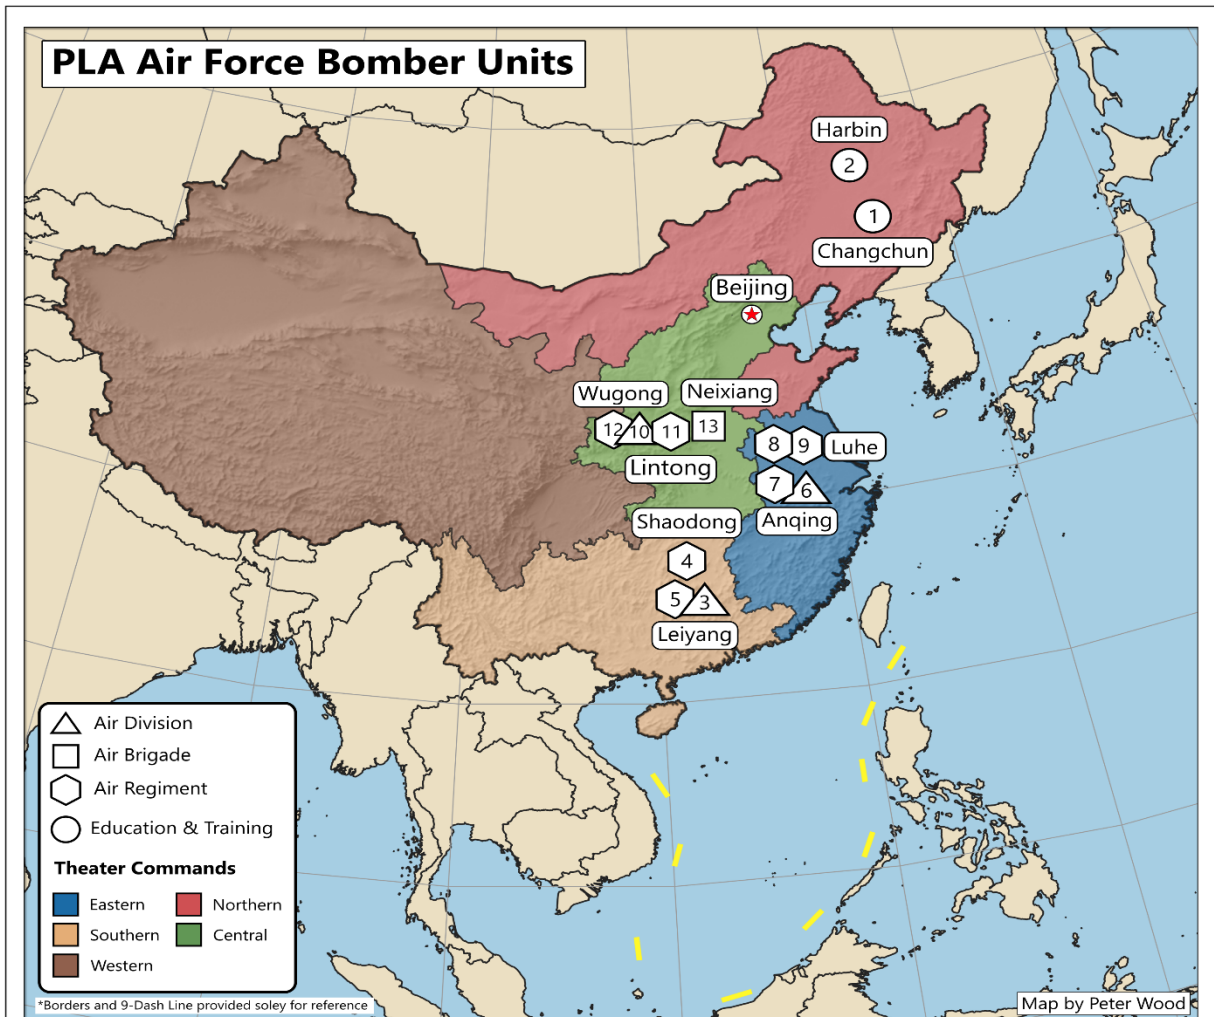 PLA Air Force Bomber Units
Harbin
2
1
Changchun
Beijing
Wugong
Neixiang
12
10
11
13
Lintong
8
9
Luhe
7
6
Anqing
Shaodong
4
5
3
Leiyang
Air Division
Air Brigade
Air Regiment
Education & Training
Theater Commands
Eastern
Northern
Southern
Central
Western
*Borders and 9-Dash Line provided soley for reference
Map by Peter Wood